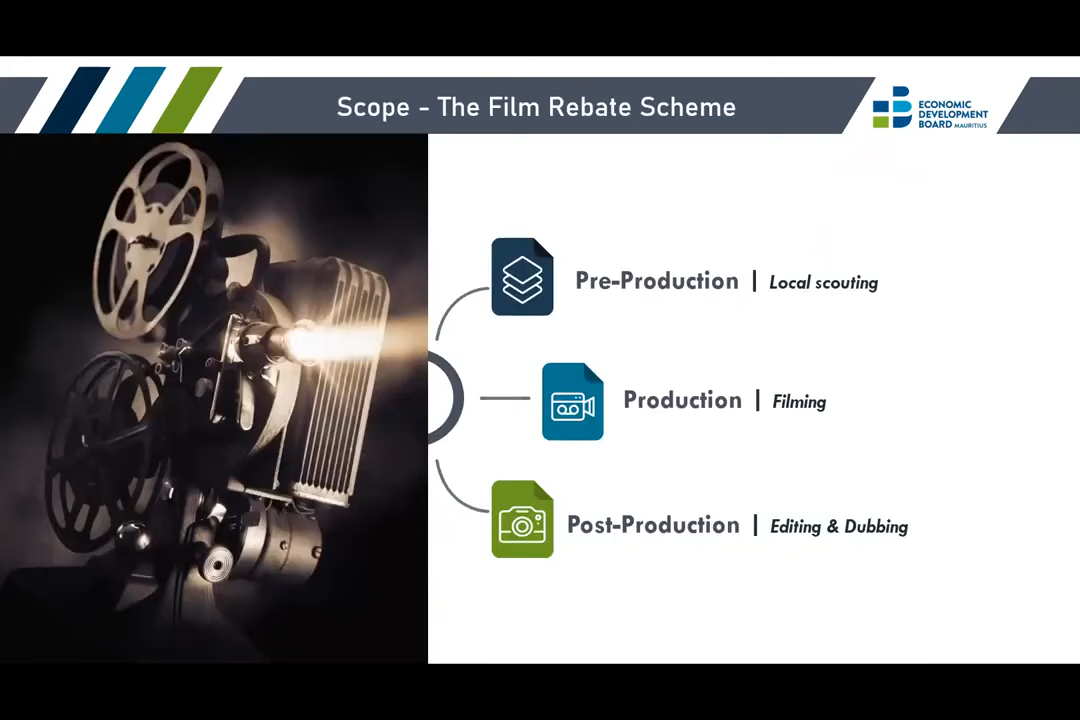 Scope - The Film Rebate Scheme
ECONOMIC
DEVELOPMENT
BOARD MAURITIUS
Pre-Production | Local scouting
Production | Filming
Post-Production | Editing & Dubbing